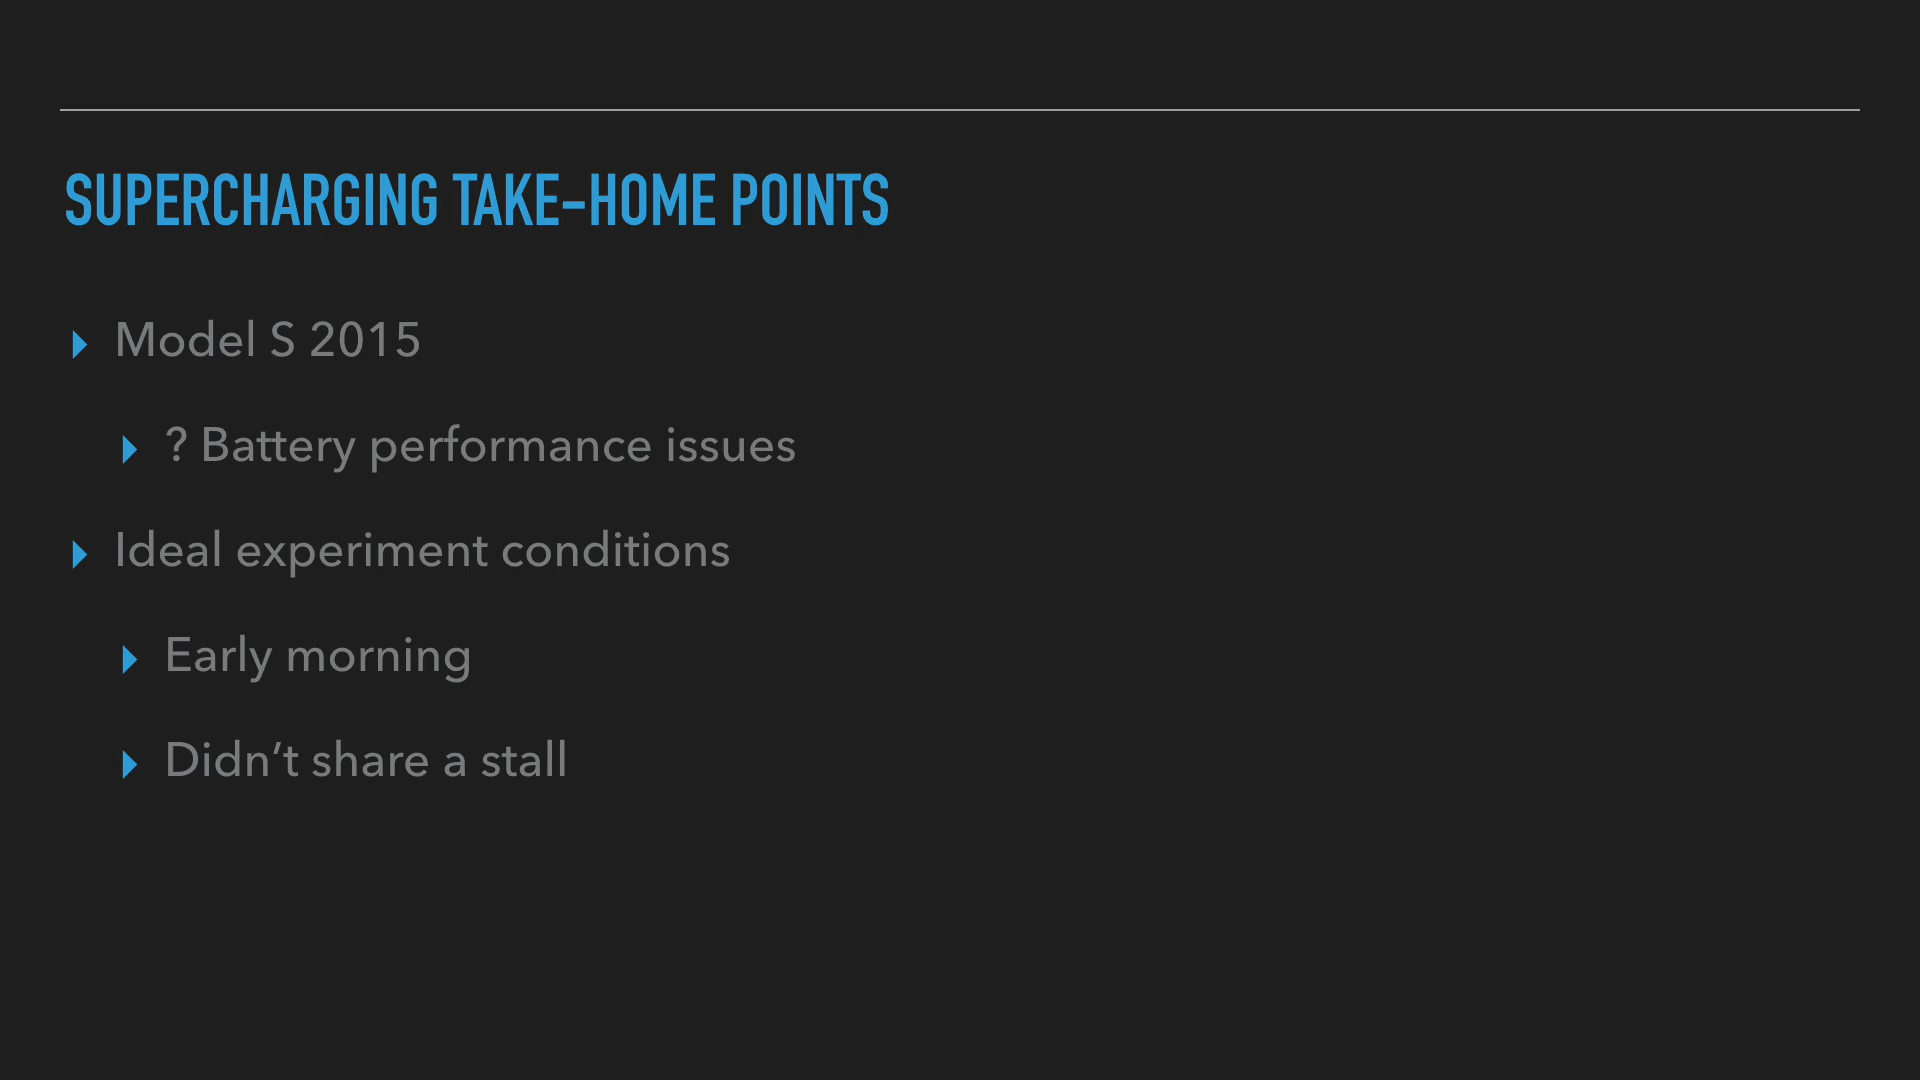 SUPERCHARGING TAKE-HOME POINTS
Model S 2015
? Battery performance issues
Ideal experiment conditions
Early morning
Didn’t share a stall